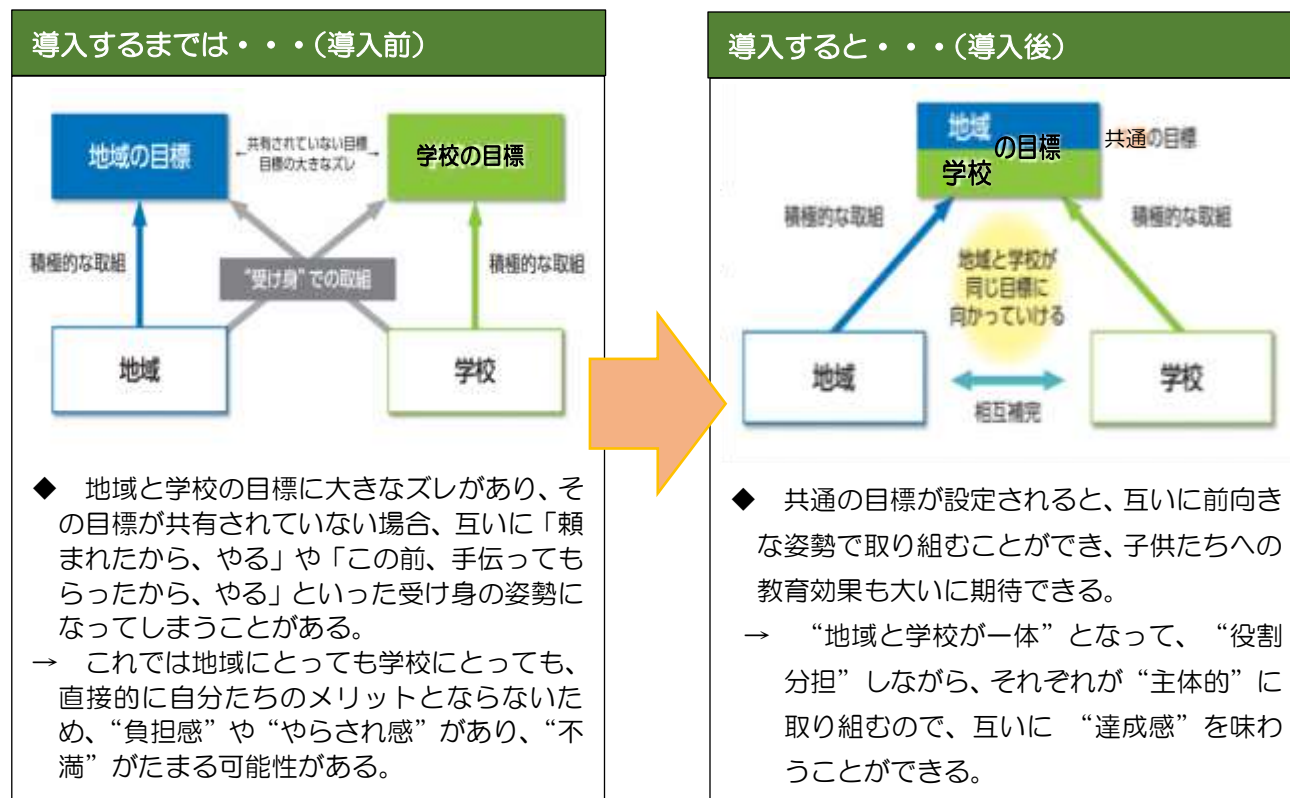 導入するまでは・・・（導入前）
地域の目標
←共有されていない目標→
目標の大きなズレ
学校の目標
積極的な取組
“受け身”での取組
積極的な取組
地域
学校
◆　地域と学校の目標に大きなズレがあり、そ
の目標が共有されていない場合、互いに「頼
まれたから、やる」や「この前、手伝っても
らったから、やる」といった受け身の姿勢に
なってしまうことがある。
→　これでは地域にとっても学校にとっても、
直接的に自分たちのメリットとならないた
め、“負担感”や“やらされ感”があり、“不
満”がたまる可能性がある。
導入すると・・・（導入後）
地域
学校
の目標
共通の目標
積極的な取組
積極的な取組
地域と学校が
同じ目標に
向かっていける
地域
学校
相互補完
◆　共通の目標が設定されると、互いに前向き
な姿勢で取り組むことができ、子供たちへの
教育効果も大いに期待できる。
→　“地域と学校が一体”となって、“役割
分担”しながら、それぞれが“主体的”に
取り組むので、互いに　“達成感”を味わ
うことができる。